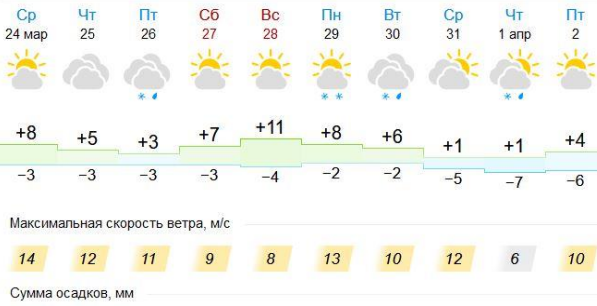 Ср Чт Пт Сб Вс Пн Вт Ср Чт Пт
24 мар 25 26 27 28 29 30 31 1 апр 2
+8 +5 +3 +7 +11 +8 +6 +1 +1 +4
−3 −3 −3 −3 −4 −2 −2 −5 −7 −6
Максимальная скорость ветра, м/с
14 12 11 9 8 13 10 12 6 10
Сумма осадков, мм